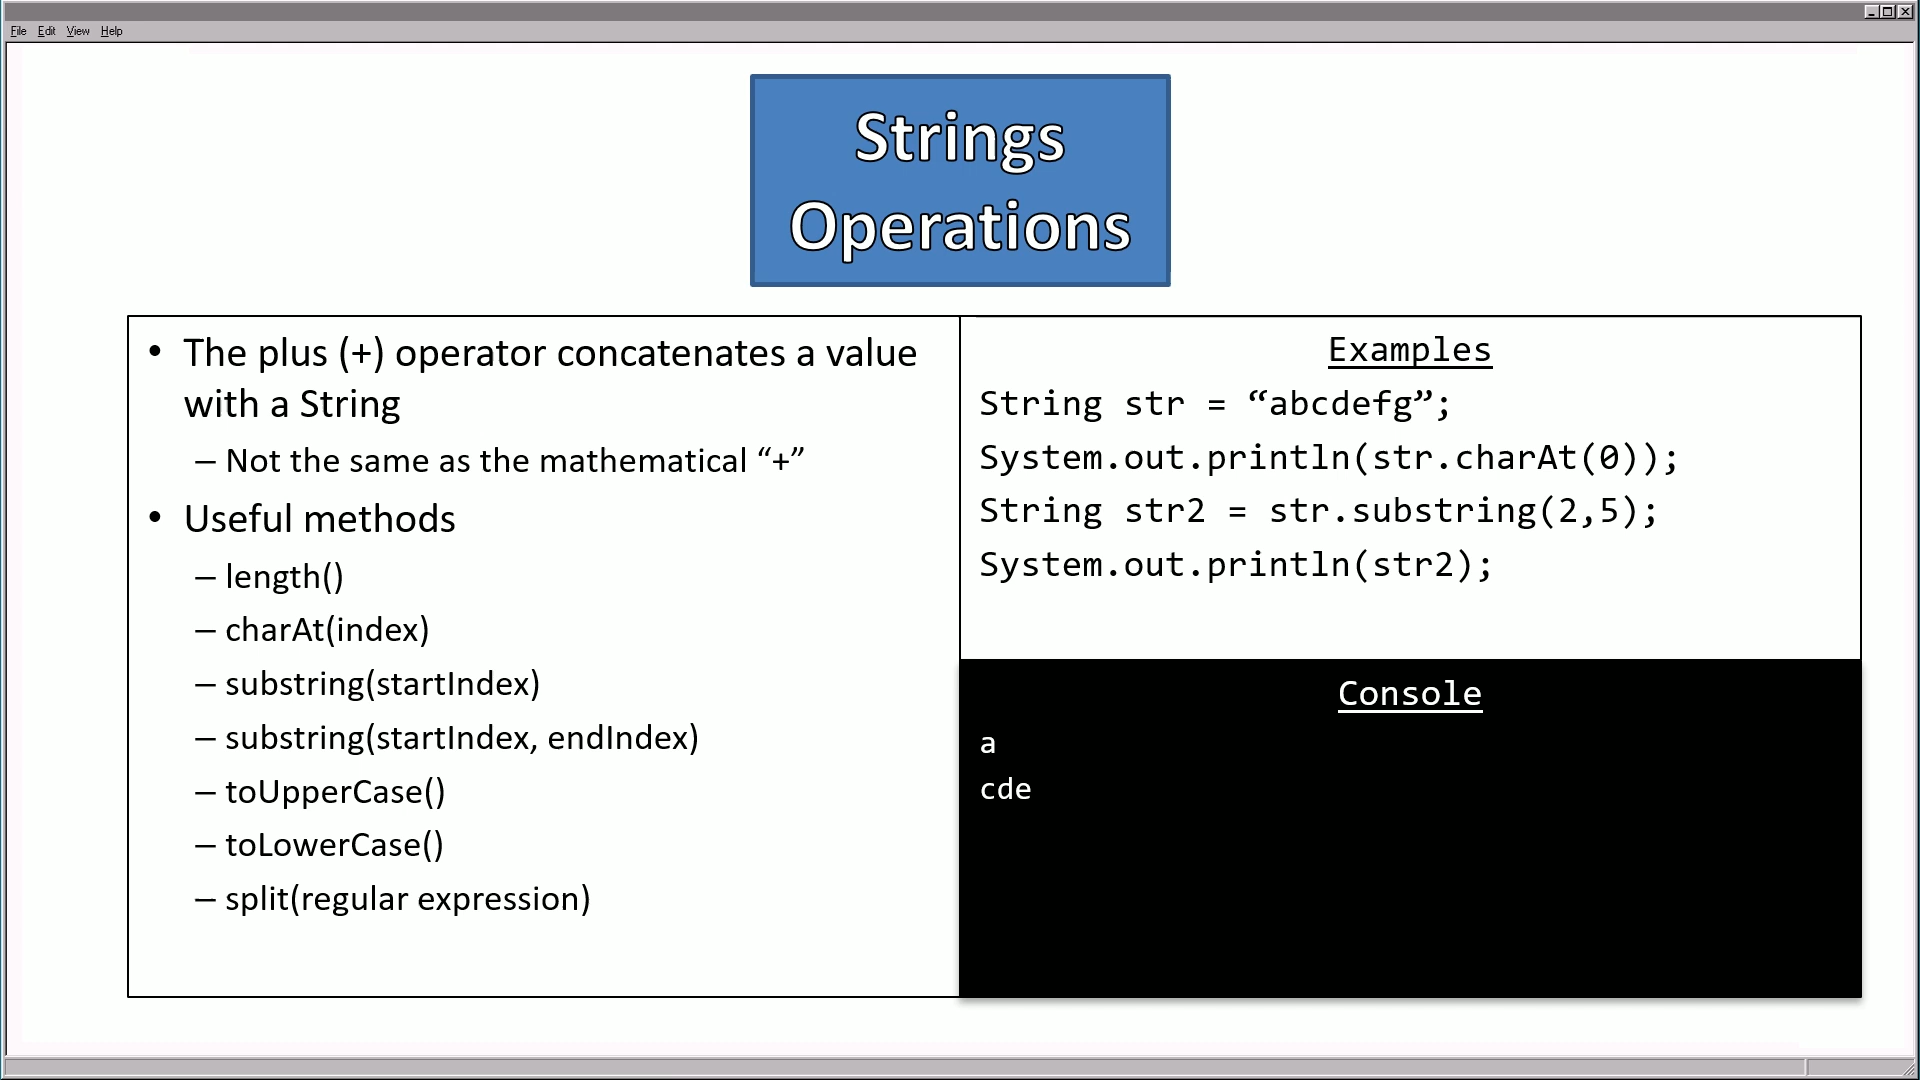 File Edit View Help
Strings
Operations
• The plus (+) operator concatenates a value
with a String
– Not the same as the mathematical “+”
• Useful methods
– length()
– charAt(index)
– substring(startIndex)
– substring(startIndex, endIndex)
– toUpperCase()
– toLowerCase()
– split(regular expression)
Examples
String str = “abcdefg”;
System.out.println(str.charAt(0));
String str2 = str.substring(2,5);
System.out.println(str2);
Console
a
cde